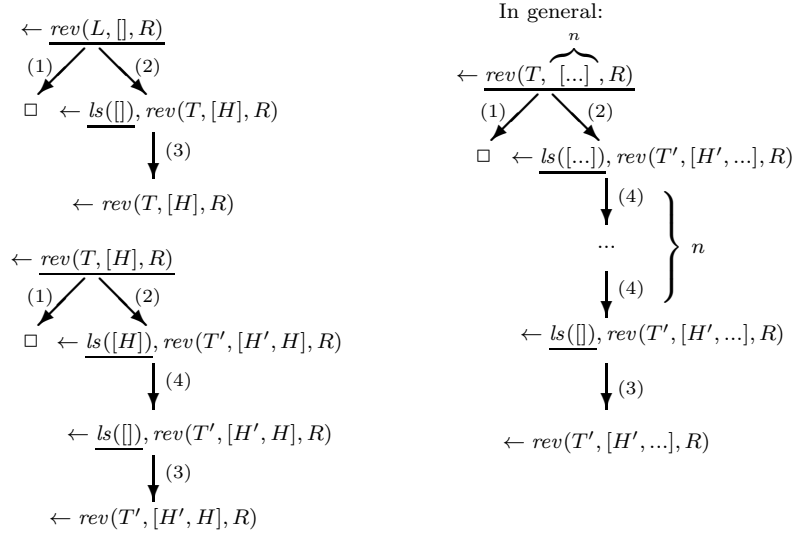 ← rev(L, [], R)
(1) (2)
□ ← ls([]), rev(T, [H], R)
(3)
← rev(T, [H], R)
← rev(T, [H], R)
(1) (2)
□ ← ls([H]), rev(T′, [H′, H], R)
(4)
← ls([]), rev(T′, [H′, H], R)
(3)
← rev(T′, [H′, H], R)
In general:
n
← rev(T, [...] , R)
(1) (2)
□ ← ls([...]), rev(T′, [H′, ...], R)
(4)
...
n
(4)
← ls([]), rev(T′, [H′, ...], R)
(3)
← rev(T′, [H′, ...], R)